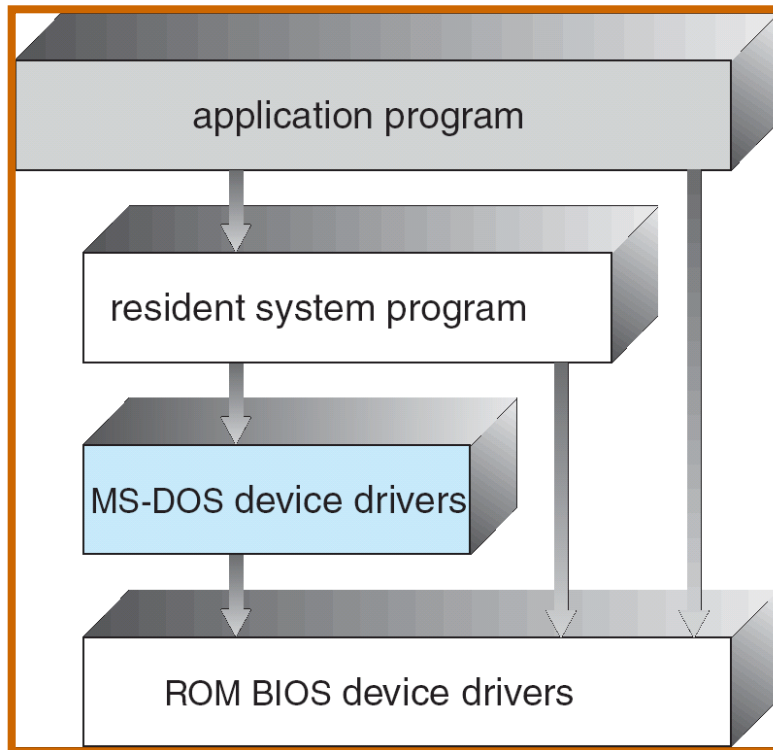 application program
resident system program
MS-DOS device drivers
ROM BIOS device drivers